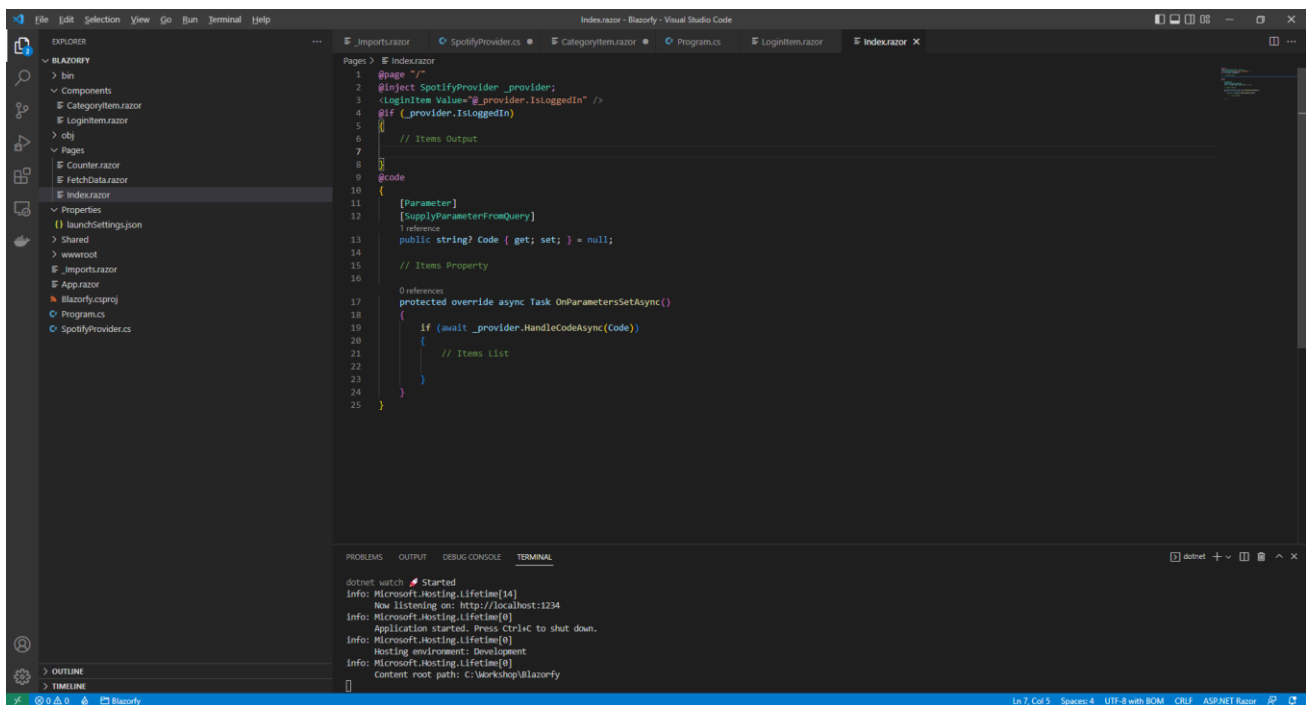 File Edit Selection View Go Run Terminal Help
Index.razor - Blazorfy - Visual Studio Code
EXPLORER
BLAZORFY
bin
Components
CategoryItem.razor
LoginItem.razor
obj
Pages
Counter.razor
FetchData.razor
Index.razor
Properties
launchSettings.json
Shared
wwwroot
_Imports.razor
App.razor
Blazorfy.csproj
Program.cs
SpotifyProvider.cs
OUTLINE
TIMELINE
_Imports.razor SpotifyProvider.cs CategoryItem.razor Program.cs LoginItem.razor Index.razor
Pages > Index.razor
1 @page "/"
2 @inject SpotifyProvider _provider;
3 <LoginItem Value="@_provider.IsLoggedIn" />
4 @if (_provider.IsLoggedIn)
5 {
6 // Items Output
7
8 }
9 @code
10 {
11 [Parameter]
12 [SupplyParameterFromQuery]
1 reference
13 public string? Code { get; set; } = null;
14
15 // Items Property
16
0 references
17 protected override async Task OnParametersSetAsync()
18 {
19 if (await _provider.HandleCodeAsync(Code))
20 {
21 // Items List
22
23 }
24 }
25 }
PROBLEMS OUTPUT DEBUG CONSOLE TERMINAL
dotnet
dotnet watch 🚀 Started
info: Microsoft.Hosting.Lifetime[14]
Now listening on: http://localhost:1234
info: Microsoft.Hosting.Lifetime[0]
Application started. Press Ctrl+C to shut down.
info: Microsoft.Hosting.Lifetime[0]
Hosting environment: Development
info: Microsoft.Hosting.Lifetime[0]
Content root path: C:\Workshop\Blazorfy
0 0 Blazorfy
Ln 7, Col 5 Spaces: 4 UTF-8 with BOM CRLF ASP.NET Razor